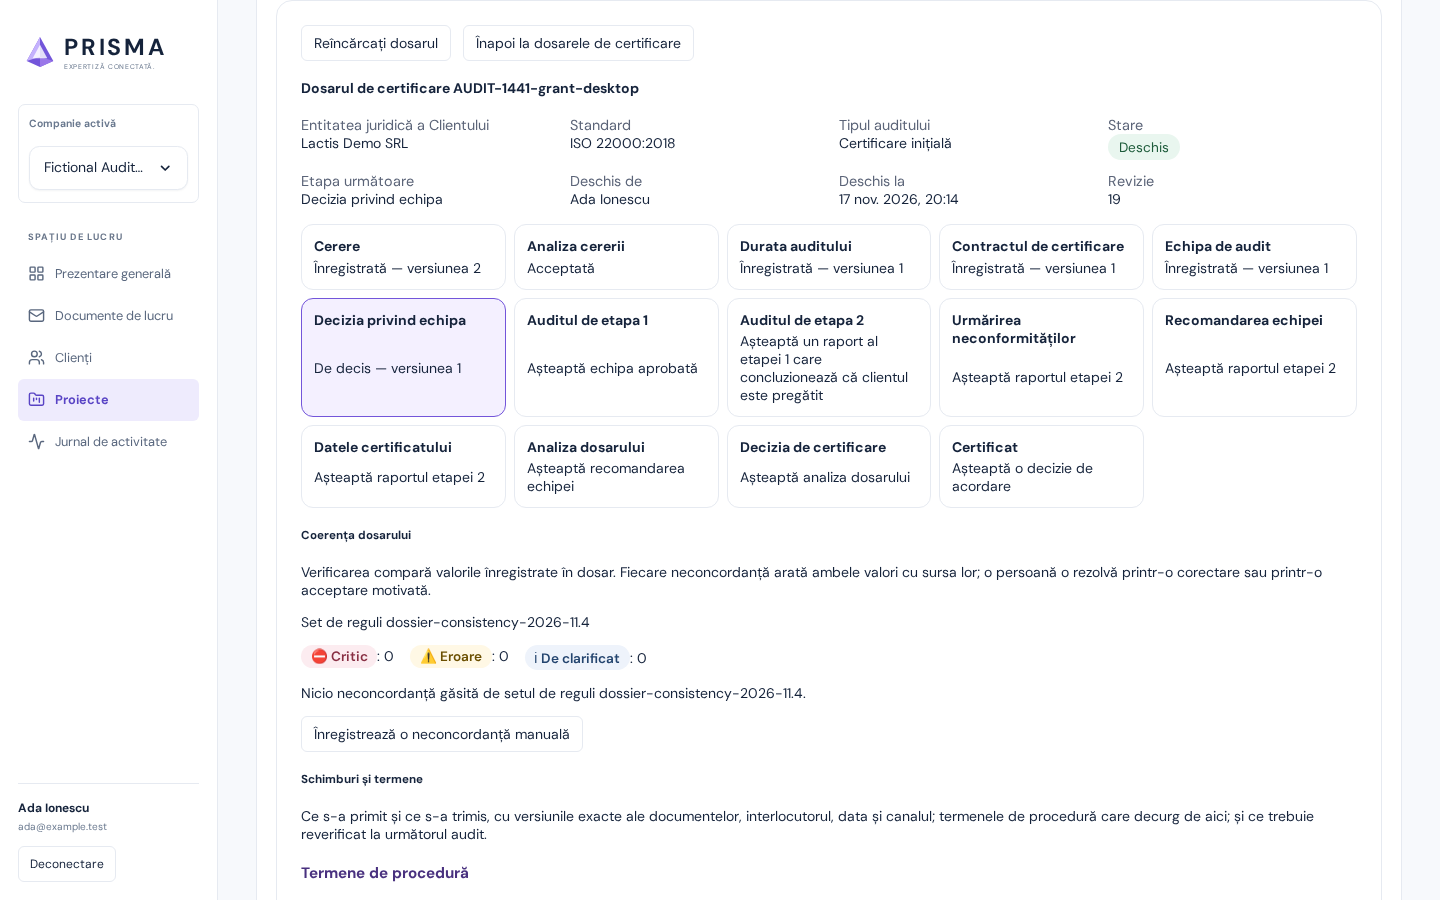 PRISMA
EXPERTIZĂ CONECTATĂ.
Companie activă
Fictional Audit...
SPAȚIU DE LUCRU
Prezentare generală
Documente de lucru
Clienți
Proiecte
Jurnal de activitate
Ada Ionescu
ada@example.test
Deconectare
Reîncărcați dosarul
Înapoi la dosarele de certificare
Dosarul de certificare AUDIT-1441-grant-desktop
Entitatea juridică a Clientului
Lactis Demo SRL
Standard
ISO 22000:2018
Tipul auditului
Certificare inițială
Stare
Deschis
Etapa următoare
Decizia privind echipa
Deschis de
Ada Ionescu
Deschis la
17 nov. 2026, 20:14
Revizie
19
Cerere
Înregistrată — versiunea 2
Analiza cererii
Acceptată
Durata auditului
Înregistrată — versiunea 1
Contractul de certificare
Înregistrată — versiunea 1
Echipa de audit
Înregistrată — versiunea 1
Decizia privind echipa
De decis — versiunea 1
Auditul de etapa 1
Așteaptă echipa aprobată
Auditul de etapa 2
Așteaptă un raport al
etapei 1 care
concluzionează că clientul
este pregătit
Urmărirea
neconformităților
Așteaptă raportul etapei 2
Recomandarea echipei
Așteaptă raportul etapei 2
Datele certificatului
Așteaptă raportul etapei 2
Analiza dosarului
Așteaptă recomandarea
echipei
Decizia de certificare
Așteaptă analiza dosarului
Certificat
Așteaptă o decizie de
acordare
Coerența dosarului
Verificarea compară valorile înregistrate în dosar. Fiecare neconcordanță arată ambele valori cu sursa lor; o persoană o rezolvă printr-o corectare sau printr-o
acceptare motivată.
Set de reguli dossier-consistency-2026-11.4
⛔ Critic: 0 ⚠️ Eroare: 0 ℹ De clarificat: 0
Nicio neconcordanță găsită de setul de reguli dossier-consistency-2026-11.4.
Înregistrează o neconcordanță manuală
Schimburi și termene
Ce s-a primit și ce s-a trimis, cu versiunile exacte ale documentelor, interlocutorul, data și canalul; termenele de procedură care decurg de aici; și ce trebuie
reverificat la următorul audit.
Termene de procedură